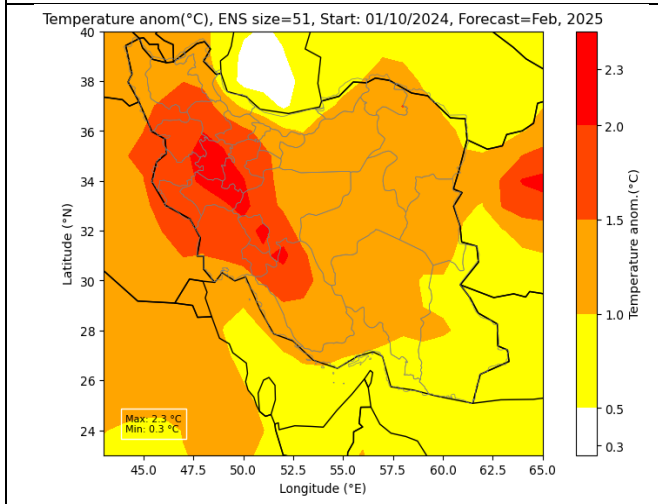 Temperature anom(°C), ENS size=51, Start: 01/10/2024, Forecast=Feb, 2025
40
38
36
34
32
30
28
26
24
Latitude (°N)
Max: 2.3 °C
Min: 0.3 °C
45.0 47.5 50.0 52.5 55.0 57.5 60.0 62.5 65.0
Longitude (°E)
2.3
2.0
1.5
1.0
0.5
0.3
Temperature anom.(°C)